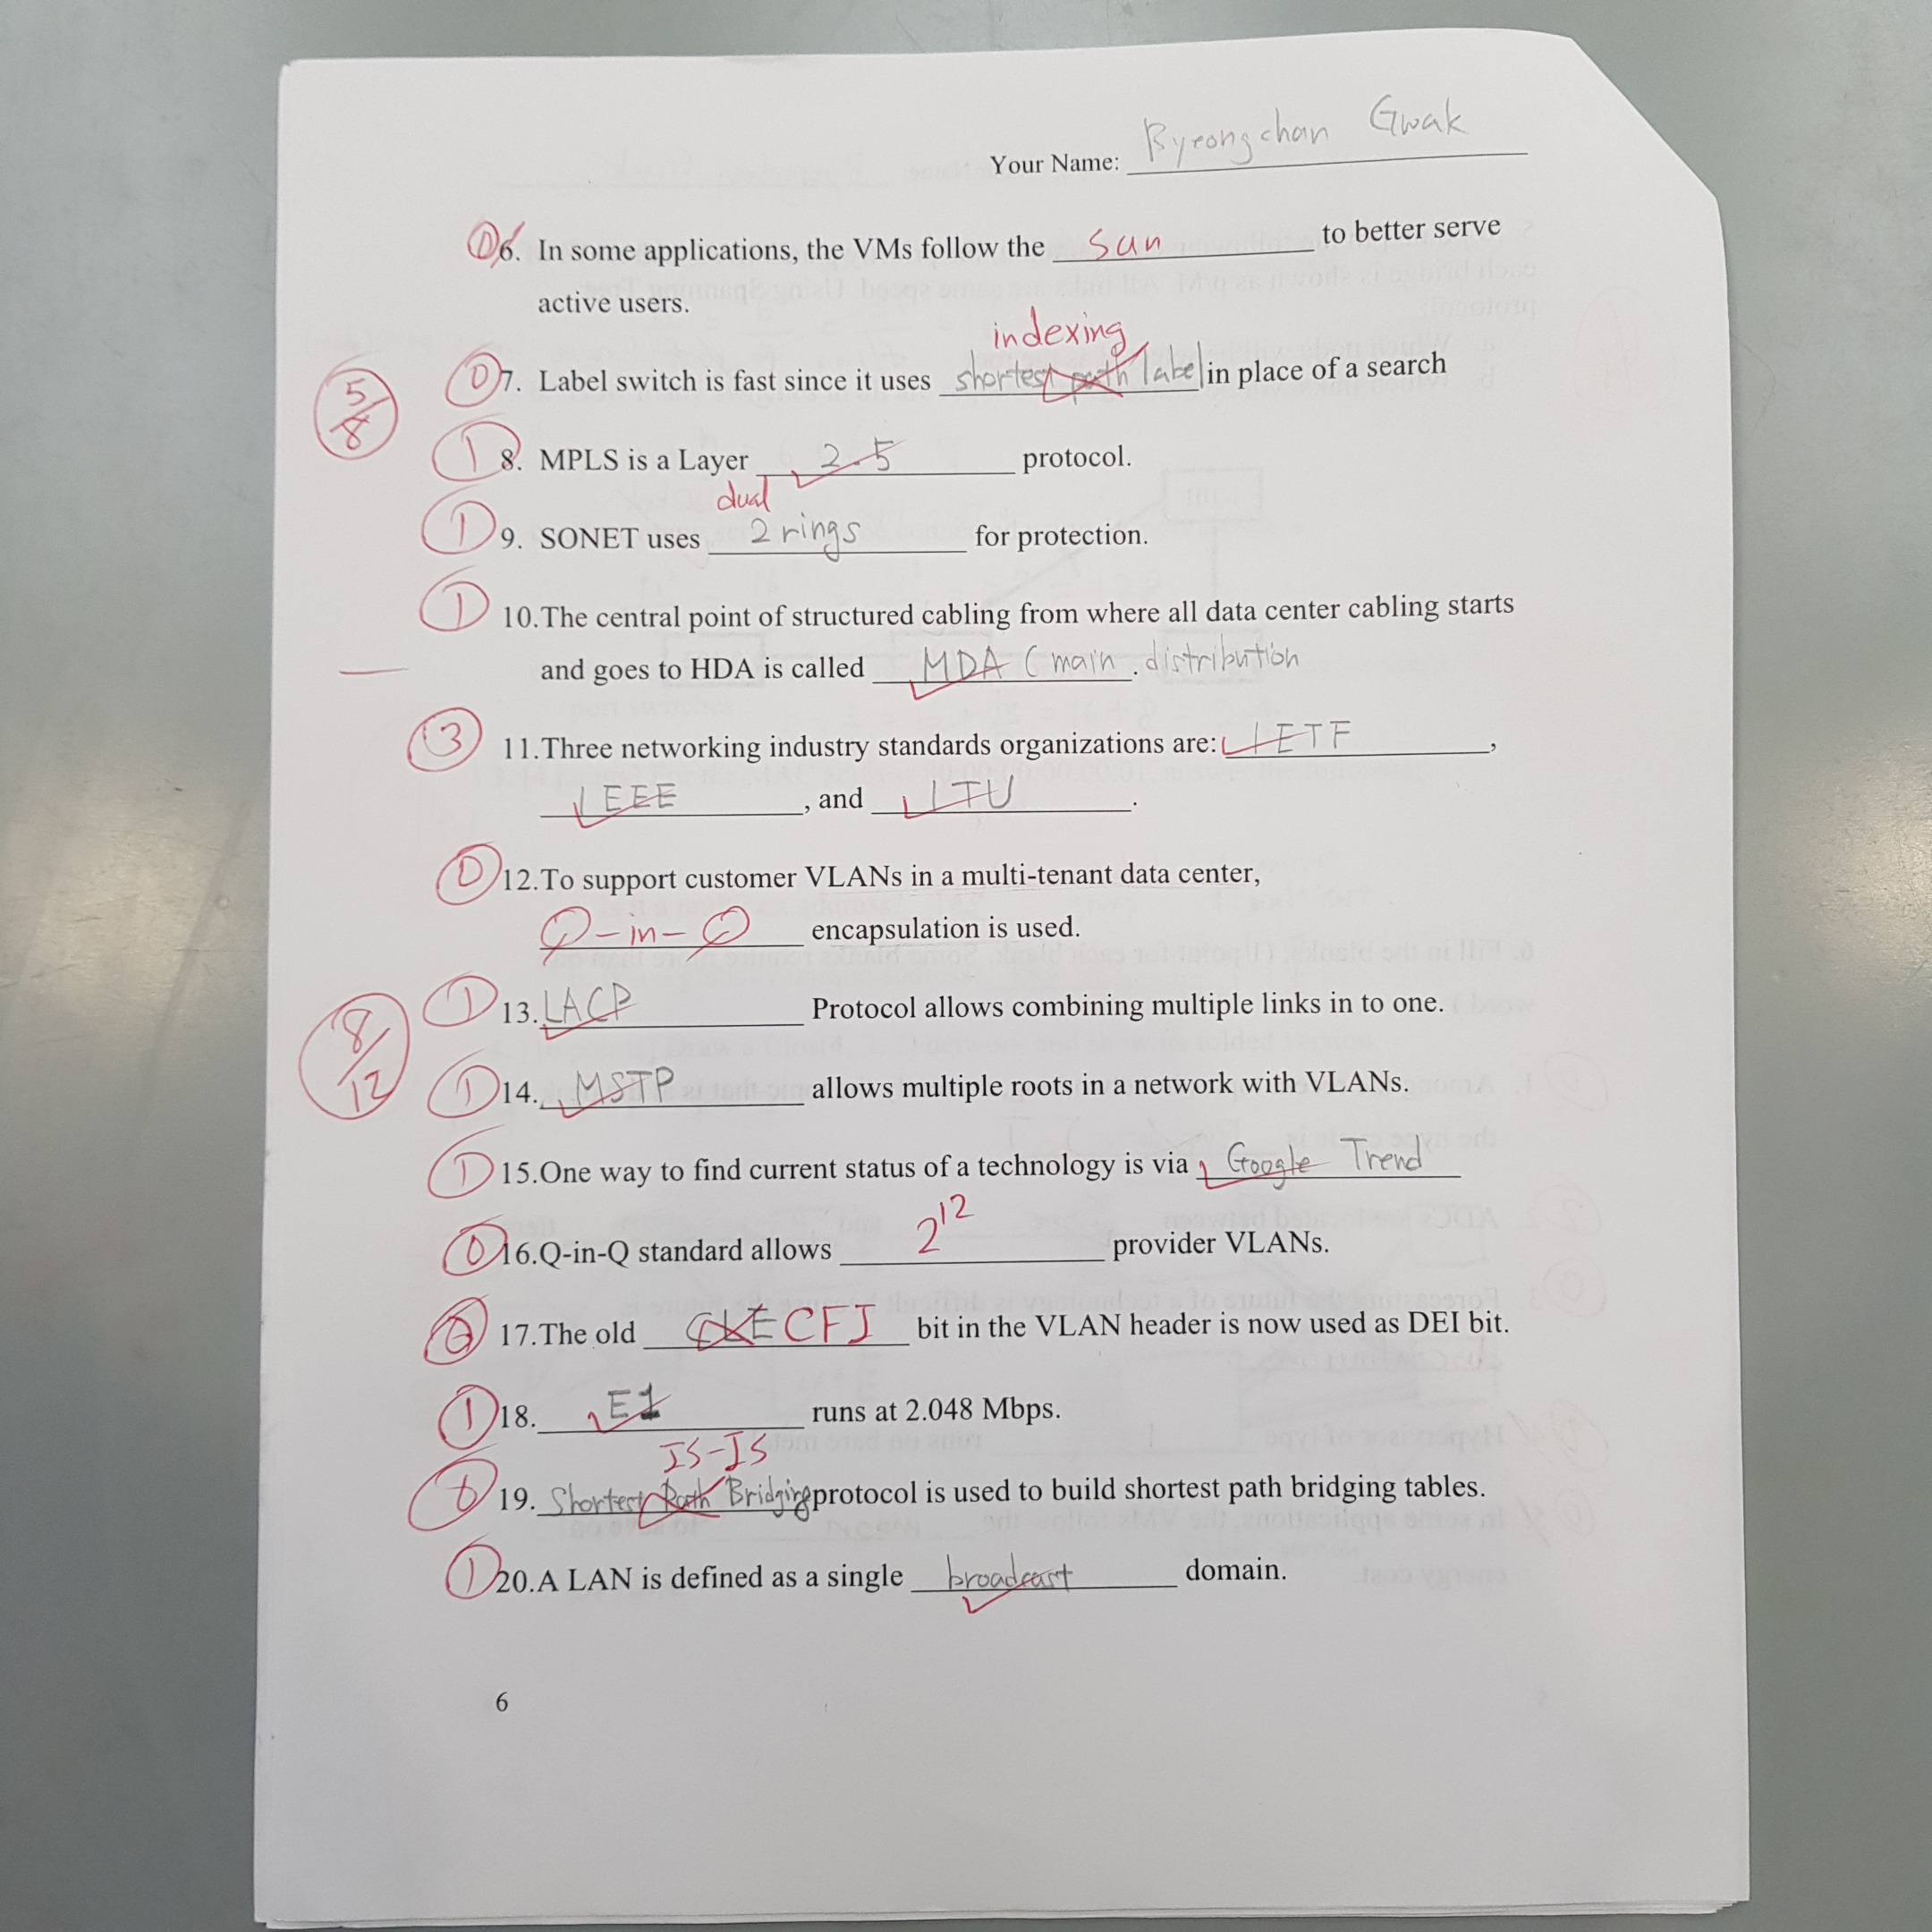 Your Name: Byeongchan Gwak
0 6. In some applications, the VMs follow the sun to better serve
active users.
indexing
5/8
0 7. Label switch is fast since it uses shortest path label in place of a search
1 8. MPLS is a Layer 2.5 protocol.
dual
1 9. SONET uses 2 rings for protection.
1 10.The central point of structured cabling from where all data center cabling starts
and goes to HDA is called MDA (main distribution .
3 11.Three networking industry standards organizations are: IETF ,
IEEE , and ITU .
0 12.To support customer VLANs in a multi-tenant data center,
Q-in-Q encapsulation is used.
1 13. LACP Protocol allows combining multiple links in to one.
8/12
1 14. MSTP allows multiple roots in a network with VLANs.
1 15.One way to find current status of a technology is via Google Trend
0 16.Q-in-Q standard allows 2^12 provider VLANs.
17.The old CFI bit in the VLAN header is now used as DEI bit.
1 18. E1 runs at 2.048 Mbps.
IS-IS
0 19. Shortest Path Bridging protocol is used to build shortest path bridging tables.
1 20.A LAN is defined as a single broadcast domain.
6